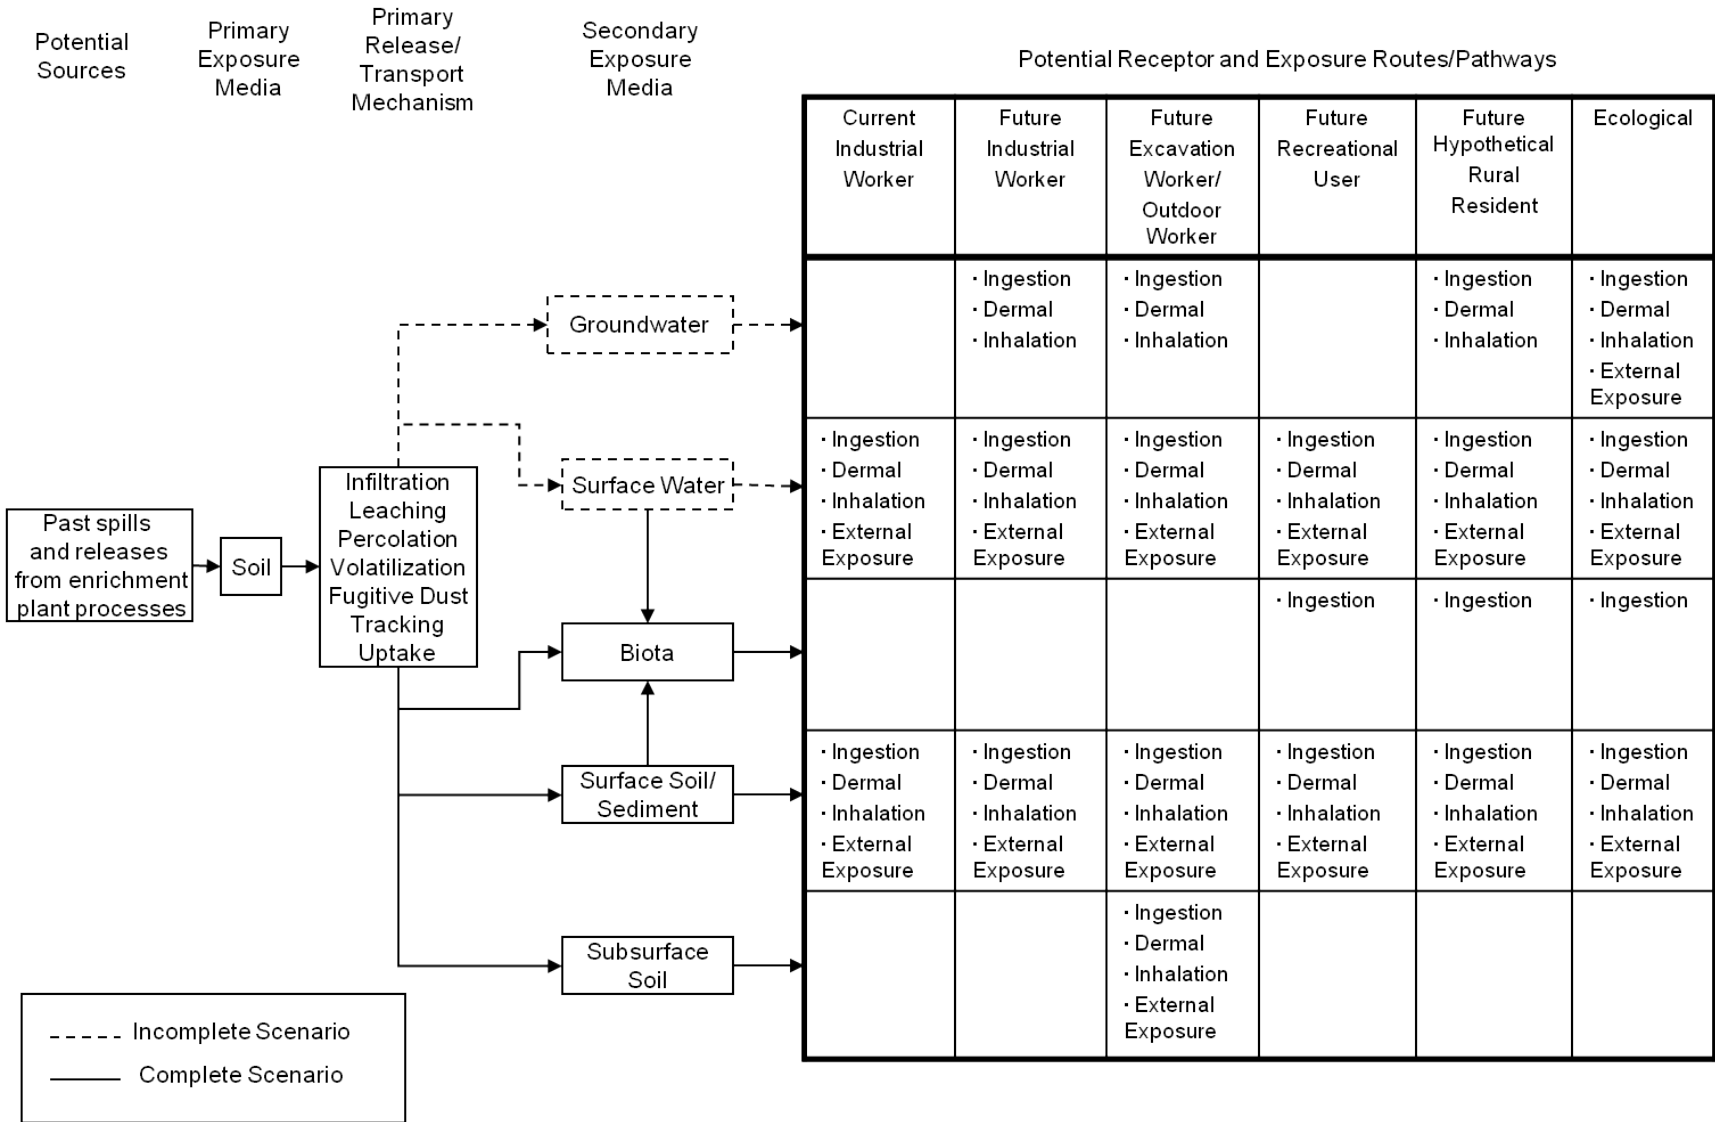 Potential
Sources
Primary
Exposure
Media
Primary
Release/
Transport
Mechanism
Secondary
Exposure
Media
Potential Receptor and Exposure Routes/Pathways
Current
Industrial
Worker
Future
Industrial
Worker
Future
Excavation
Worker/
Outdoor
Worker
Future
Recreational
User
Future
Hypothetical
Rural
Resident
Ecological
Past spills
and releases
from enrichment
plant processes
Soil
Infiltration
Leaching
Percolation
Volatilization
Fugitive Dust
Tracking
Uptake
Groundwater
· Ingestion
· Dermal
· Inhalation
· Ingestion
· Dermal
· Inhalation
· Ingestion
· Dermal
· Inhalation
· Ingestion
· Dermal
· Inhalation
· External
Exposure
Surface Water
· Ingestion
· Dermal
· Inhalation
· External
Exposure
· Ingestion
· Dermal
· Inhalation
· External
Exposure
· Ingestion
· Dermal
· Inhalation
· External
Exposure
· Ingestion
· Dermal
· Inhalation
· External
Exposure
· Ingestion
· Dermal
· Inhalation
· External
Exposure
· Ingestion
· Dermal
· Inhalation
· External
Exposure
Biota
· Ingestion
· Ingestion
· Ingestion
Surface Soil/
Sediment
· Ingestion
· Dermal
· Inhalation
· External
Exposure
· Ingestion
· Dermal
· Inhalation
· External
Exposure
· Ingestion
· Dermal
· Inhalation
· External
Exposure
· Ingestion
· Dermal
· Inhalation
· External
Exposure
· Ingestion
· Dermal
· Inhalation
· External
Exposure
· Ingestion
· Dermal
· Inhalation
· External
Exposure
Subsurface
Soil
· Ingestion
· Dermal
· Inhalation
· External
Exposure
Incomplete Scenario
Complete Scenario